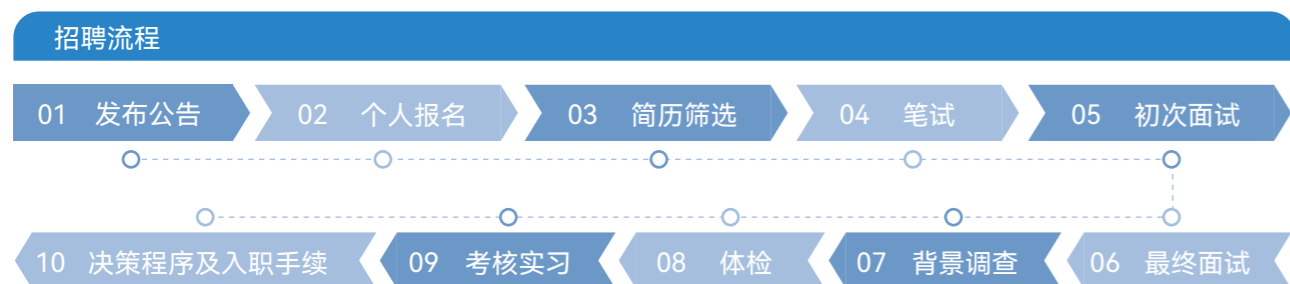 招聘流程
01 发布公告
02 个人报名
03 简历筛选
04 笔试
05 初次面试
10 决策程序及入职手续
09 考核实习
08 体检
07 背景调查
06 最终面试